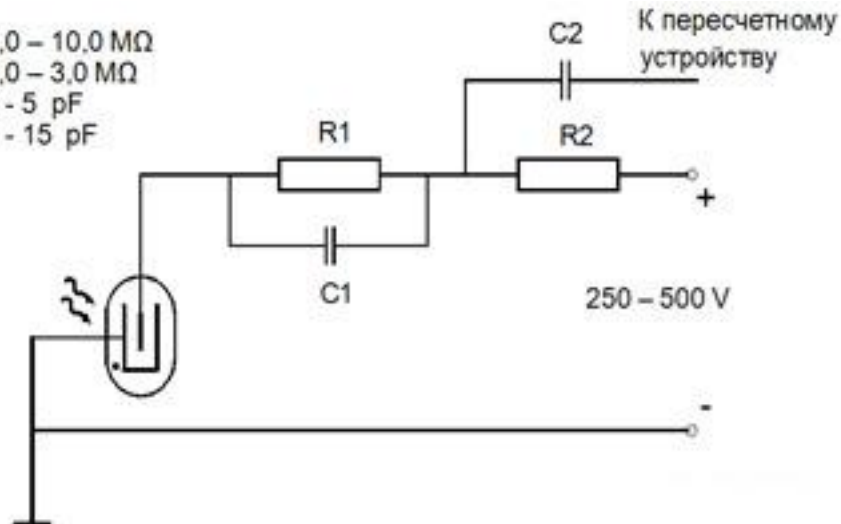 ,0 – 10,0 MΩ
,0 – 3,0 MΩ
- 5 pF
- 15 pF
C2
К пересчетному
устройству
R1
R2
+
C1
250 – 500 V
-